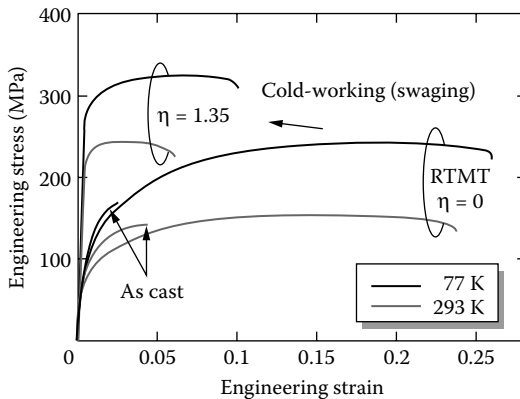 400
300
200
100
0
0.05
0.1
0.15
0.2
0.25
Engineering stress (MPa)
Engineering strain
Cold-working (swaging)
η = 1.35
RTMT
η = 0
As cast
77 K
293 K